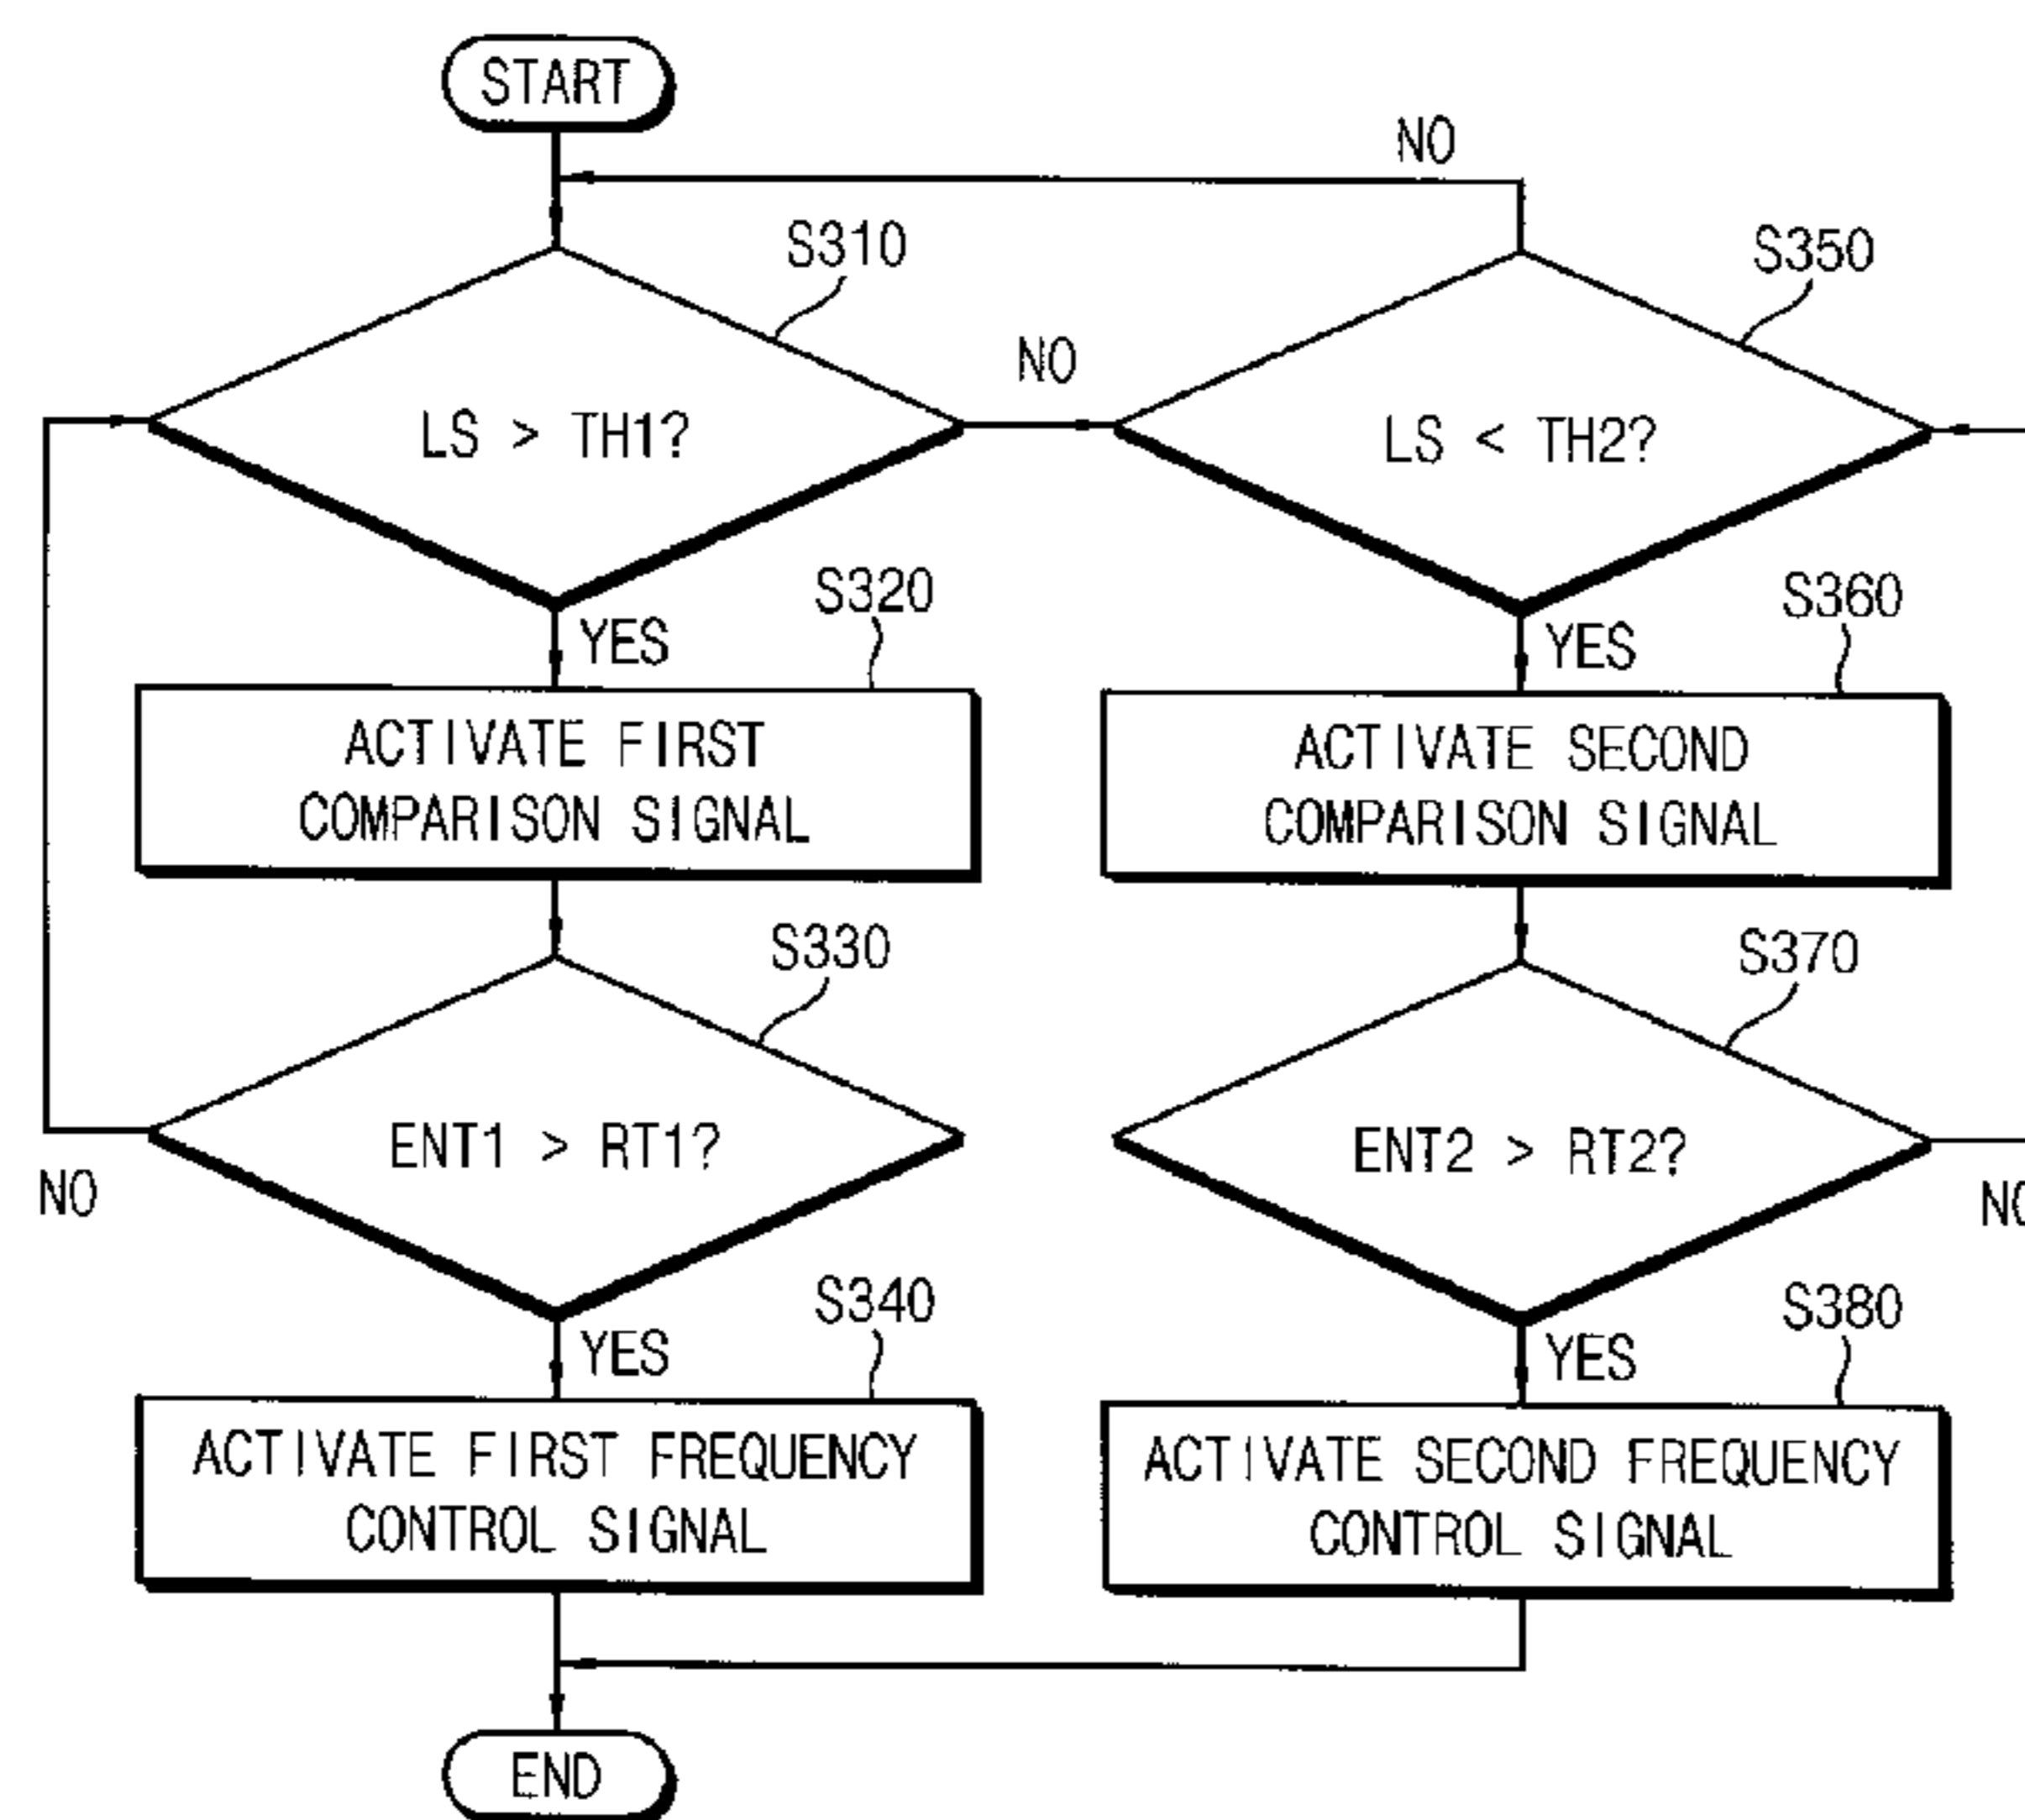 START
NO
S310
S350
NO
LS > TH1?
LS < TH2?
S320
S360
YES
YES
ACTIVATE FIRST
COMPARISON SIGNAL
ACTIVATE SECOND
COMPARISON SIGNAL
S330
S370
ENT1 > RT1?
ENT2 > RT2?
NO
NO
S340
S380
YES
YES
ACTIVATE FIRST FREQUENCY
CONTROL SIGNAL
ACTIVATE SECOND FREQUENCY
CONTROL SIGNAL
END